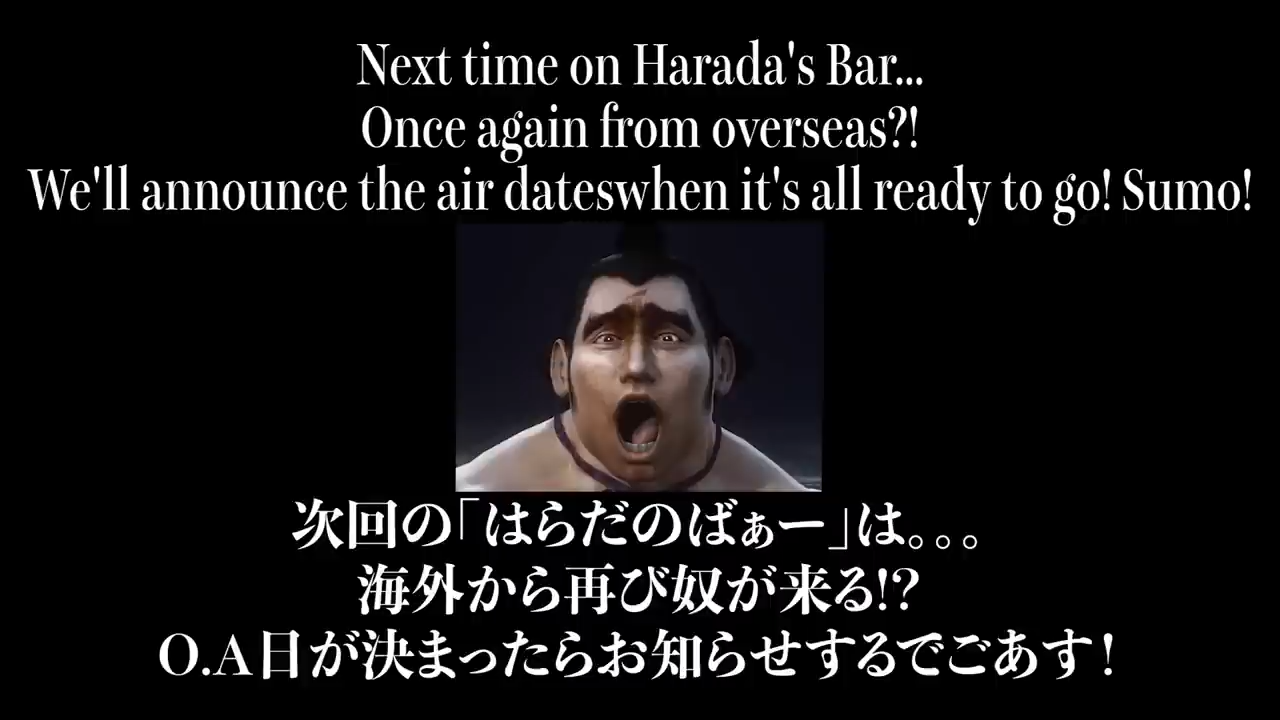 Next time on Harada's Bar...
Once again from overseas?!
We'll announce the air dateswhen it's all ready to go! Sumo!
次回の「はらだのばぁー」は。。。
海外から再び奴が来る!?
O.A日が決まったらお知らせするでごあす!